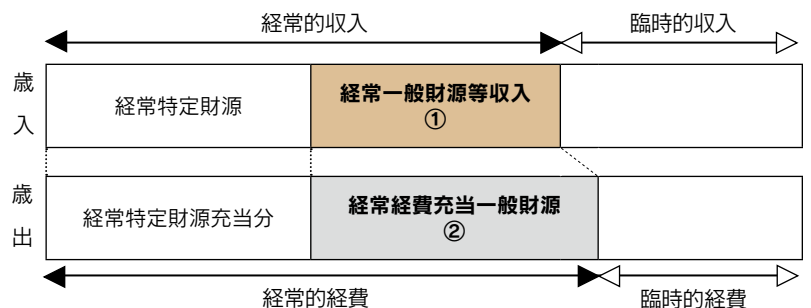 経常的収入
臨時的収入
歳入
経常特定財源
経常一般財源等収入
①
歳出
経常特定財源充当分
経常経費充当一般財源
②
経常的経費
臨時的経費